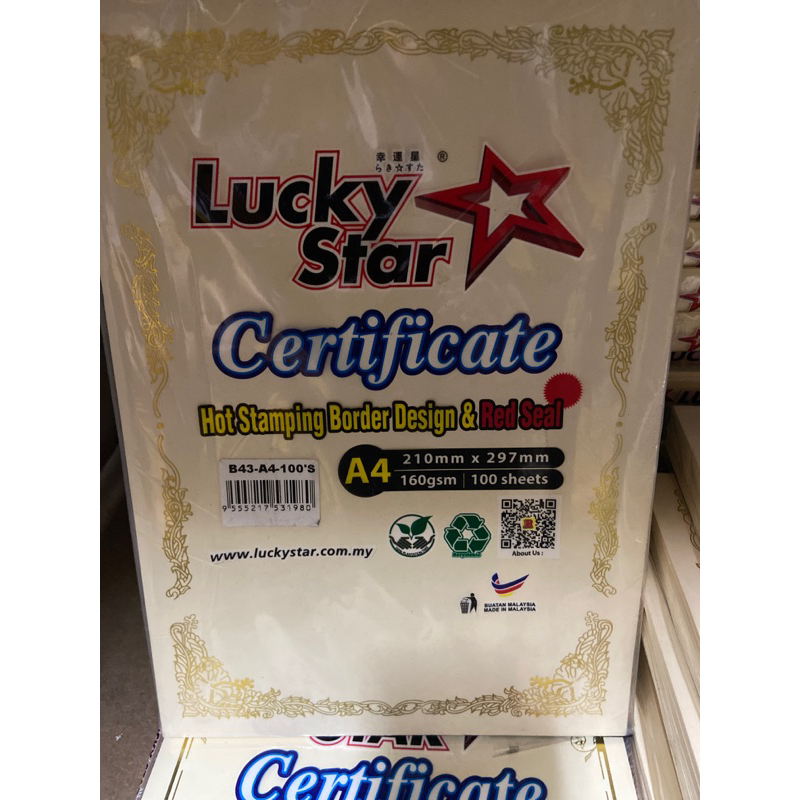 幸運星 ®
らき☆すた
Lucky
Star
Certificate
Hot Stamping Border Design & Red Seal
B43-A4-100'S
9 555217 531980
A4
210mm x 297mm
160gsm | 100 sheets
www.luckystar.com.my
About Us :
BUATAN MALAYSIA
MADE IN MALAYSIA
STAR
Certificate